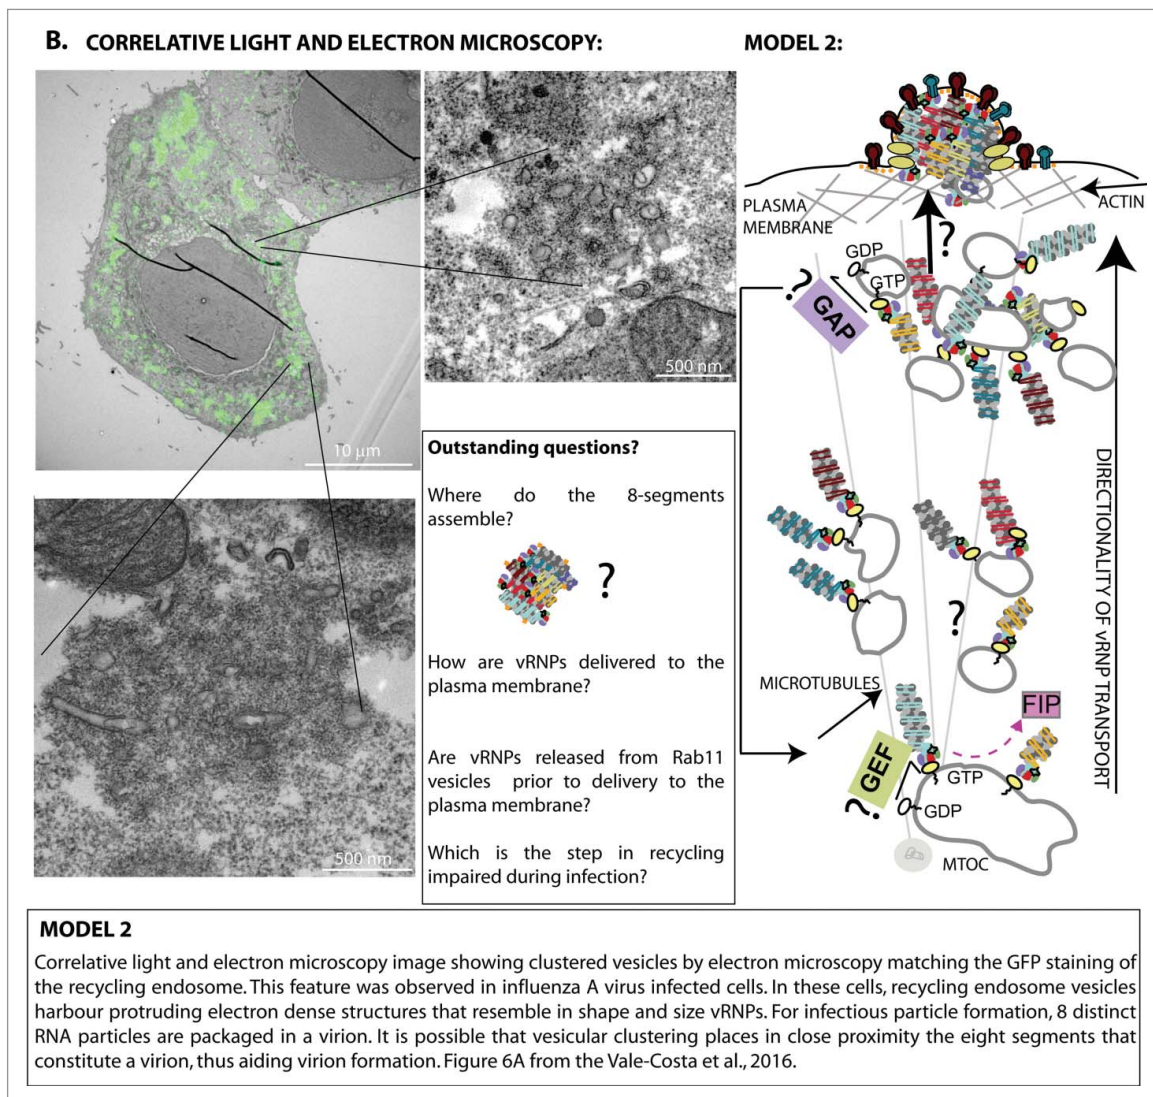 B. CORRELATIVE LIGHT AND ELECTRON MICROSCOPY:
MODEL 2:
10 µm
500 nm
500 nm
Outstanding questions?
Where do the 8-segments
assemble?
?
How are vRNPs delivered to the
plasma membrane?
Are vRNPs released from Rab11
vesicles prior to delivery to the
plasma membrane?
Which is the step in recycling
impaired during infection?
PLASMA
MEMBRANE
ACTIN
?
GDP
GTP
?
GAP
DIRECTIONALITY OF vRNP TRANSPORT
?
MICROTUBULES
FIP
GEF
?
GTP
GDP
MTOC
MODEL 2
Correlative light and electron microscopy image showing clustered vesicles by electron microscopy matching the GFP staining of
the recycling endosome. This feature was observed in influenza A virus infected cells. In these cells, recycling endosome vesicles
harbour protruding electron dense structures that resemble in shape and size vRNPs. For infectious particle formation, 8 distinct
RNA particles are packaged in a virion. It is possible that vesicular clustering places in close proximity the eight segments that
constitute a virion, thus aiding virion formation. Figure 6A from the Vale-Costa et al., 2016.